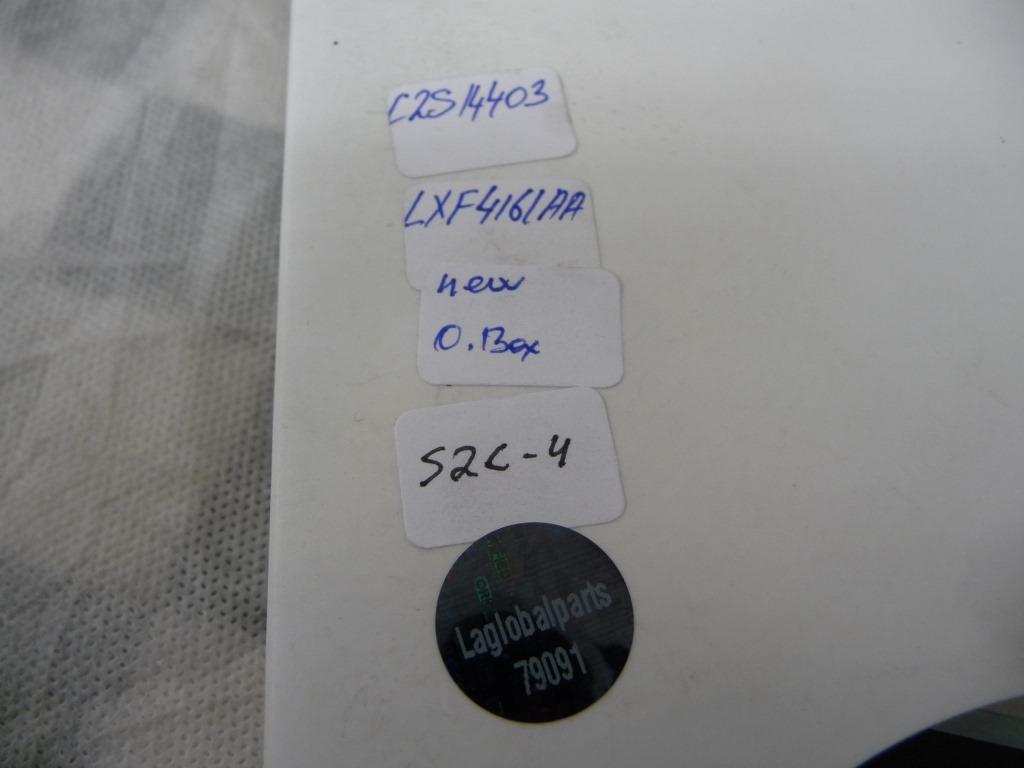 C2S14403
LXF4161AA
new
O.Box
S2C-4
Laglobalparts
79091